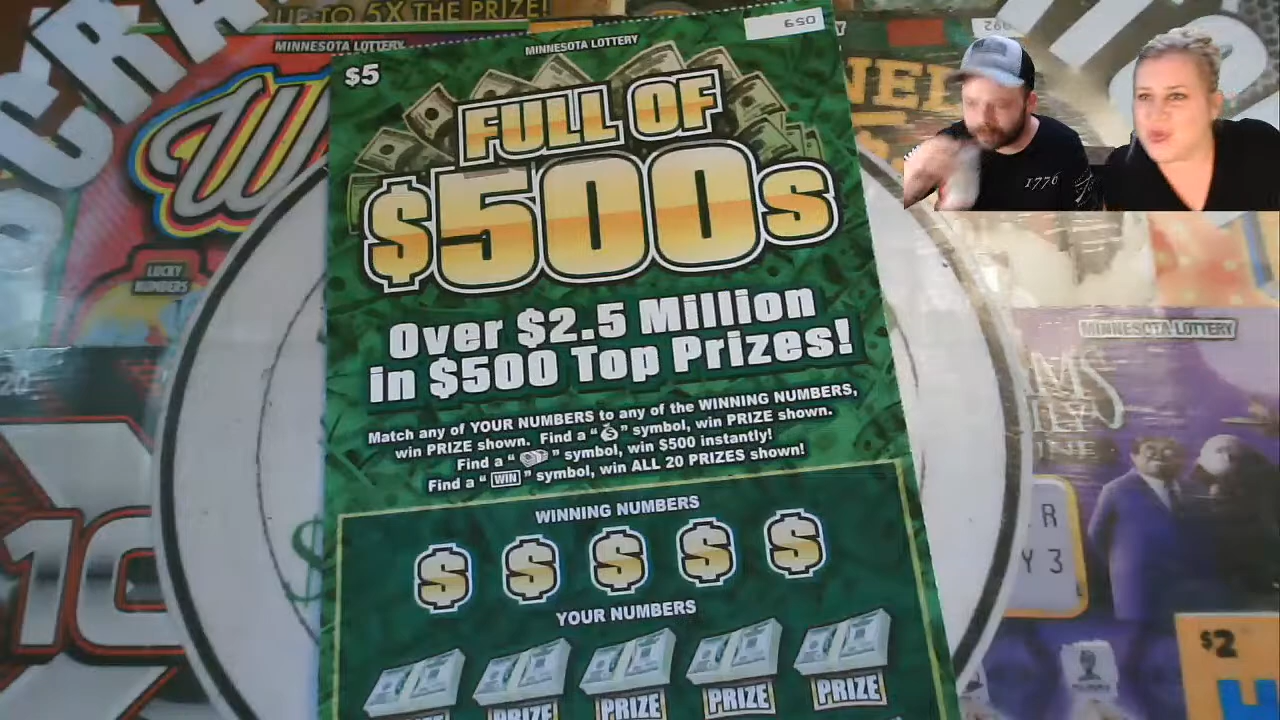 UP TO 5X THE PRIZE!
MINNESOTA LOTTERY
MINNESOTA LOTTERY
059
$5
FULL OF
$500s
1776
Over $2.5 Million
in $500 Top Prizes!
LUCKY
NUMBERS
MINNESOTA LOTTERY
Match any of YOUR NUMBERS to any of the WINNING NUMBERS,
win PRIZE shown. Find a " " symbol, win PRIZE shown.
Find a " " symbol, win $500 instantly!
Find a " WIN " symbol, win ALL 20 PRIZES shown!
WINNING NUMBERS
$ $ $ $ $
YOUR NUMBERS
PRIZE PRIZE PRIZE PRIZE
10
R
Y 3
$2